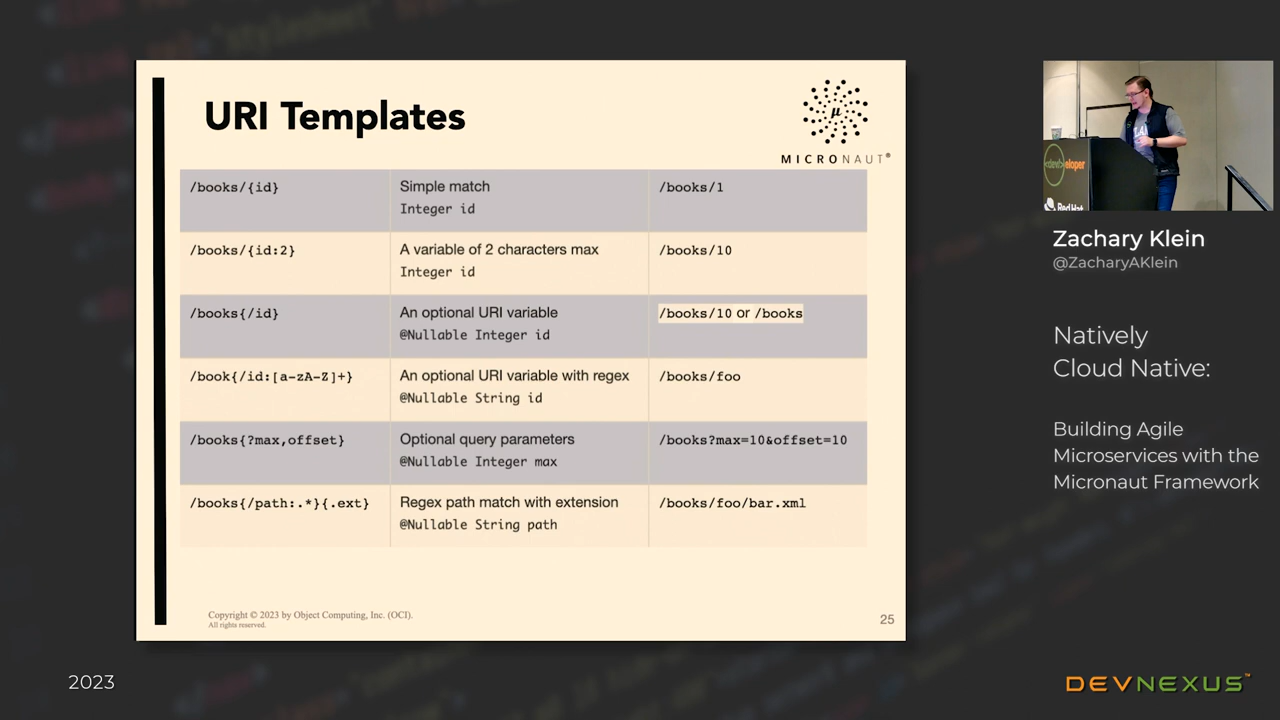 URI Templates
µ
MICRONAUT®
/books/{id}
Simple match
Integer id
/books/1
/books/{id:2}
A variable of 2 characters max
Integer id
/books/10
/books{/id}
An optional URI variable
@Nullable Integer id
/books/10 or /books
/book{/id:[a-zA-Z]+}
An optional URI variable with regex
@Nullable String id
/books/foo
/books{?max,offset}
Optional query parameters
@Nullable Integer max
/books?max=10&offset=10
/books{/path:.*}{.ext}
Regex path match with extension
@Nullable String path
/books/foo/bar.xml
Copyright © 2023 by Object Computing, Inc. (OCI).
All rights reserved.
25
<dev>eloper
Red Hat
Zachary Klein
@ZacharyAKlein
Natively
Cloud Native:
Building Agile
Microservices with the
Micronaut Framework
2023
DEVNEXUS™